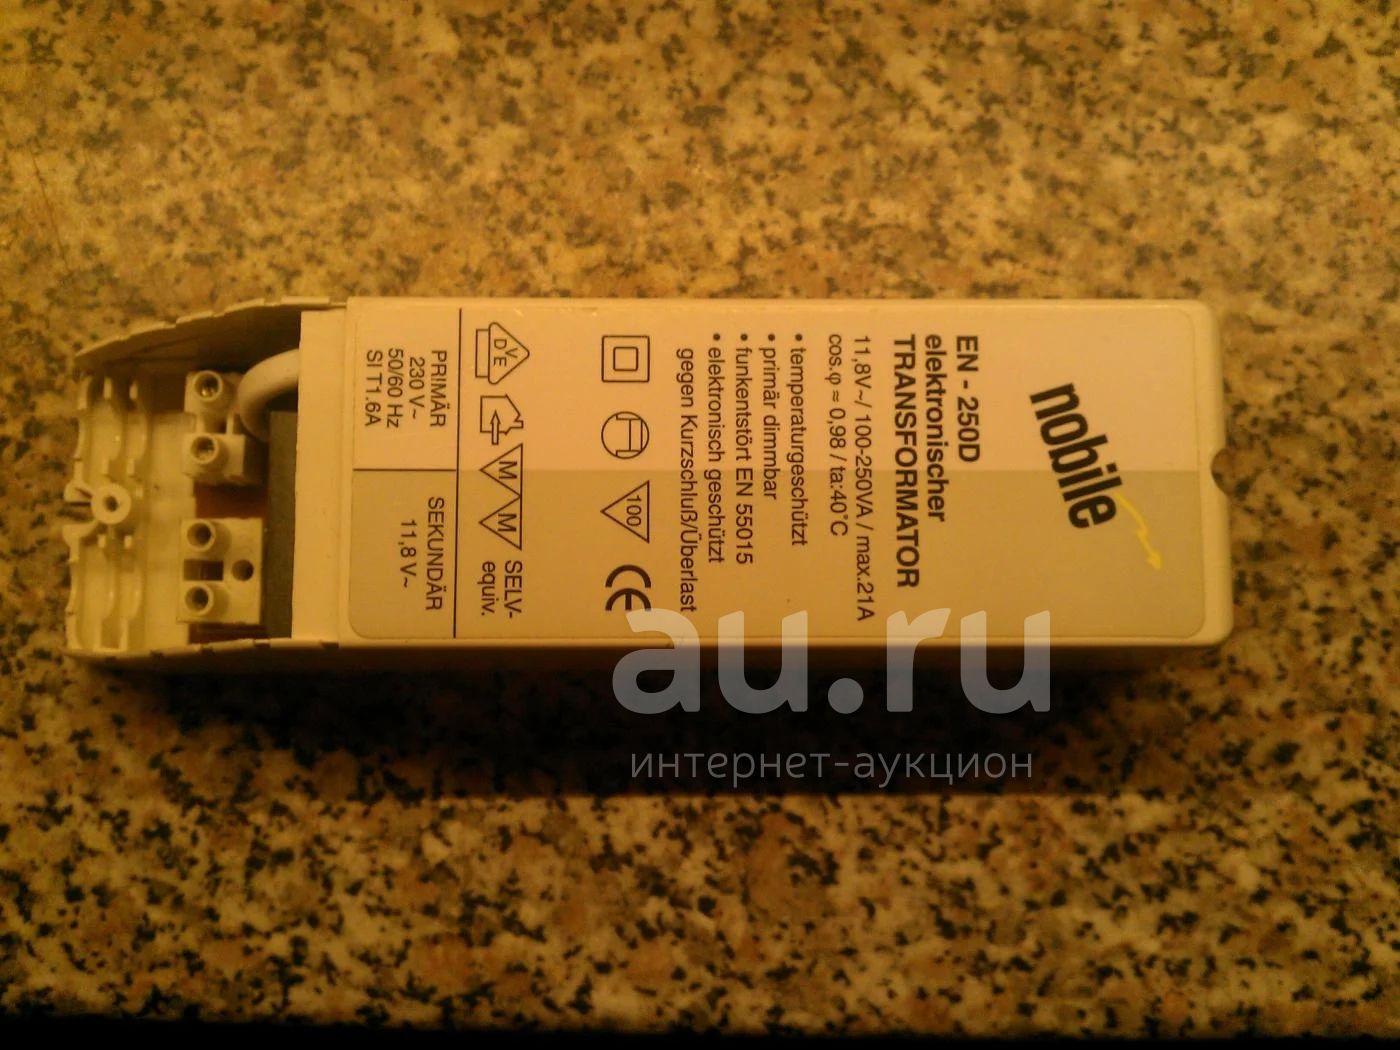 nobile
EN - 250D
elektronischer
TRANSFORMATOR
11,8V~/ 100-250VA / max.21A
cos.φ ≈ 0,98 / ta:40°C
• temperaturgeschützt
• primär dimmbar
• funkentstört EN 55015
• elektronisch geschützt
gegen Kurzschluß/Überlast
100
CE
VE
D
M M
SELV-
equiv.
PRIMÄR
230 V~
50/60 Hz
SI T1.6A
SEKUNDÄR
11,8 V~
au.ru
интернет-аукцион